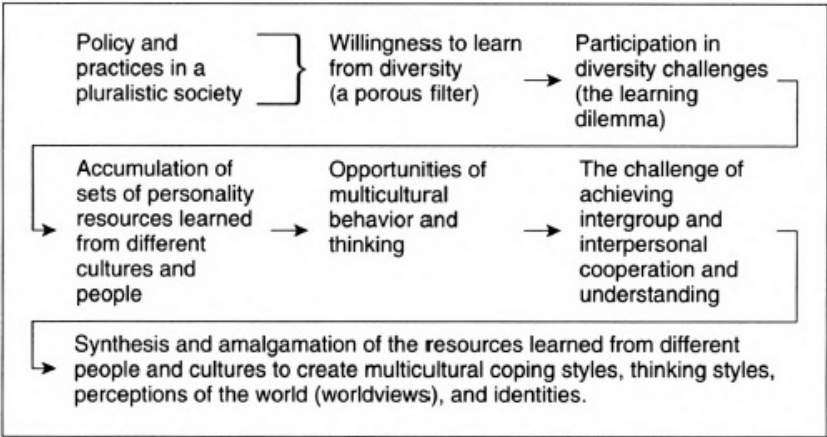 Policy and
practices in a
pluralistic society
Willingness to learn
from diversity
(a porous filter)
Participation in
diversity challenges
(the learning
dilemma)
Accumulation of
sets of personality
resources learned
from different
cultures and
people
Opportunities of
multicultural
behavior and
thinking
The challenge of
achieving
intergroup and
interpersonal
cooperation and
understanding
Synthesis and amalgamation of the resources learned from different
people and cultures to create multicultural coping styles, thinking styles,
perceptions of the world (worldviews), and identities.